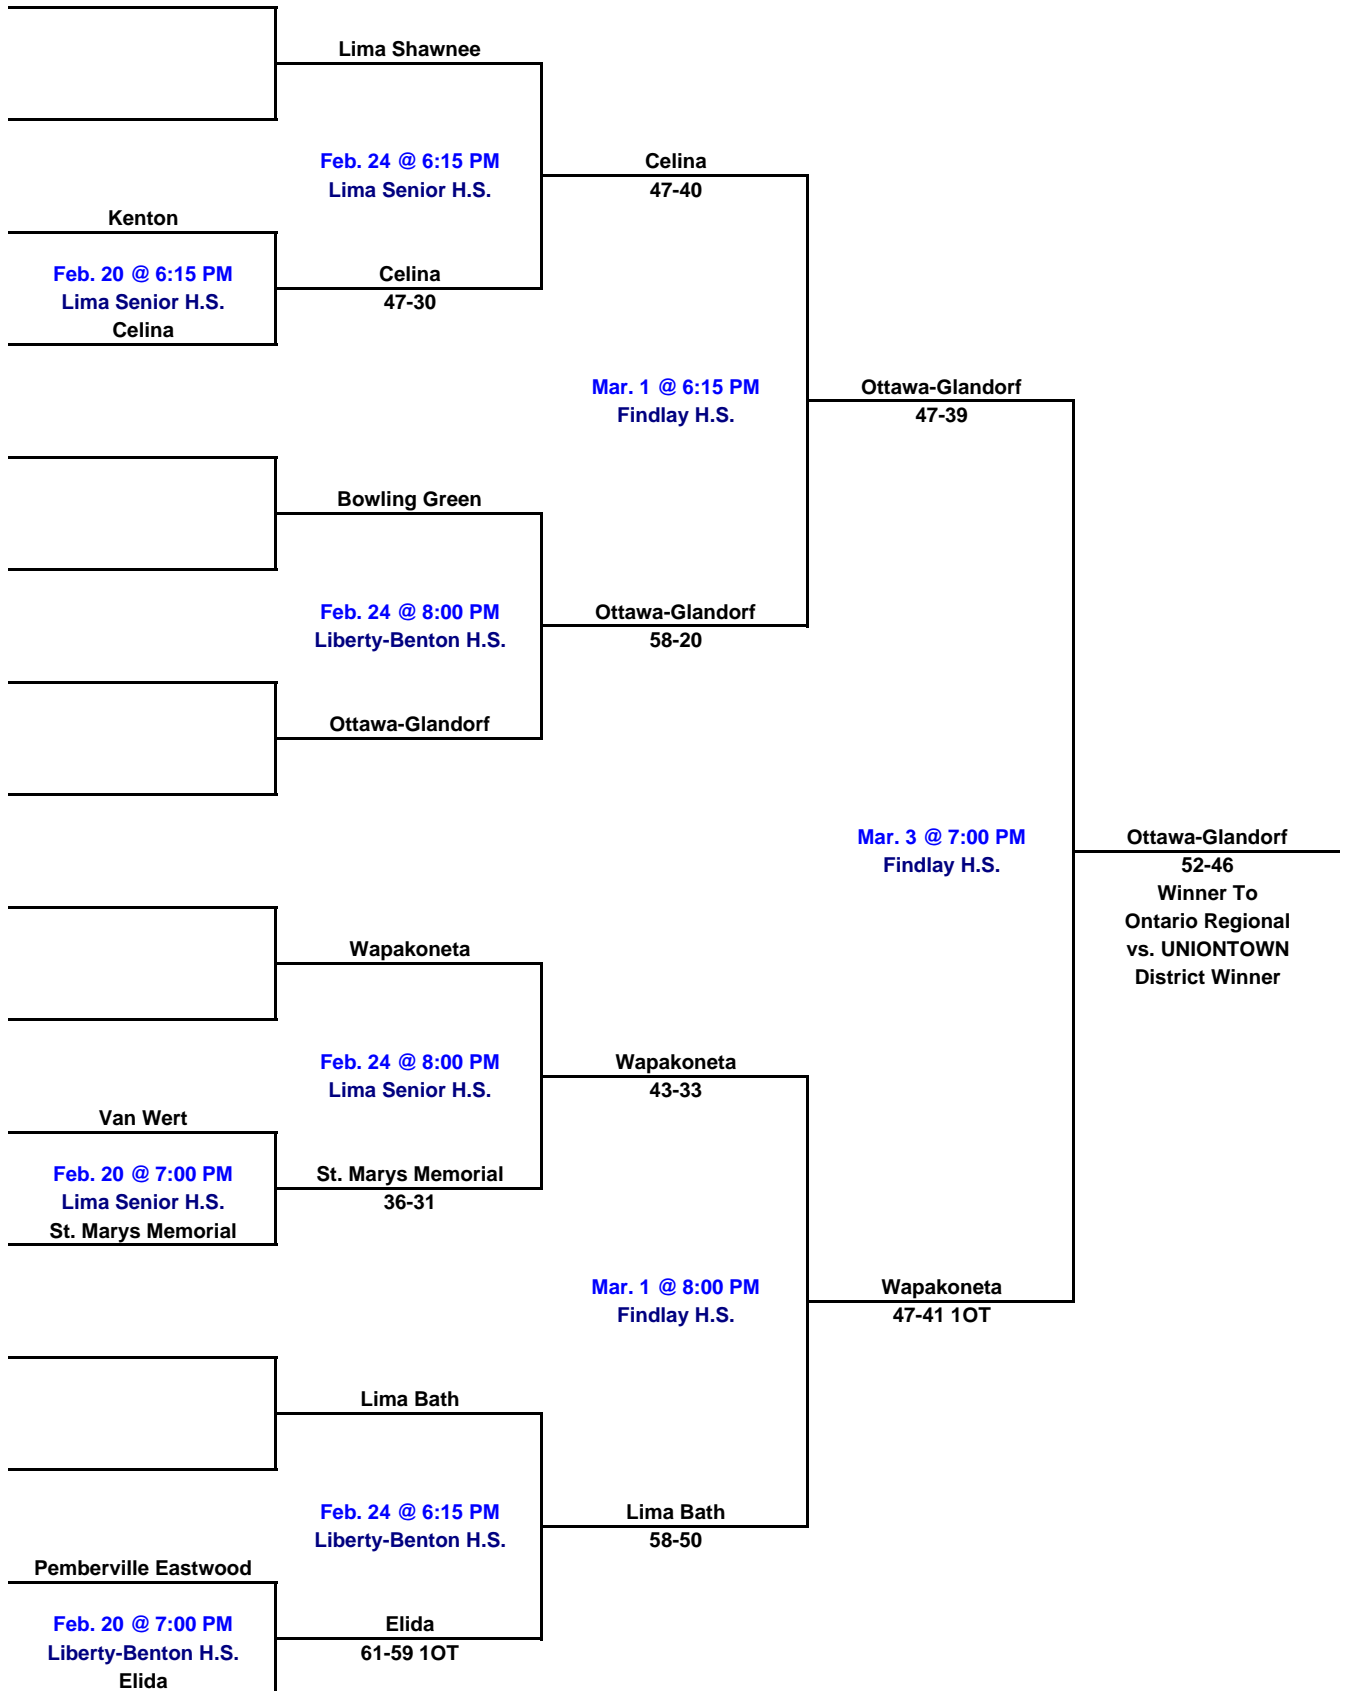 Lima Shawnee
Feb. 24 @ 6:15 PM
Lima Senior H.S.
Celina
47-40
Kenton
Feb. 20 @ 6:15 PM
Lima Senior H.S.
Celina
Celina
47-30
Mar. 1 @ 6:15 PM
Findlay H.S.
Ottawa-Glandorf
47-39
Bowling Green
Feb. 24 @ 8:00 PM
Liberty-Benton H.S.
Ottawa-Glandorf
58-20
Ottawa-Glandorf
Mar. 3 @ 7:00 PM
Findlay H.S.
Ottawa-Glandorf
52-46
Winner To
Ontario Regional
vs. UNIONTOWN
District Winner
Wapakoneta
Feb. 24 @ 8:00 PM
Lima Senior H.S.
Wapakoneta
43-33
Van Wert
Feb. 20 @ 7:00 PM
Lima Senior H.S.
St. Marys Memorial
St. Marys Memorial
36-31
Mar. 1 @ 8:00 PM
Findlay H.S.
Wapakoneta
47-41 1OT
Lima Bath
Feb. 24 @ 6:15 PM
Liberty-Benton H.S.
Lima Bath
58-50
Pemberville Eastwood
Feb. 20 @ 7:00 PM
Liberty-Benton H.S.
Elida
Elida
61-59 1OT